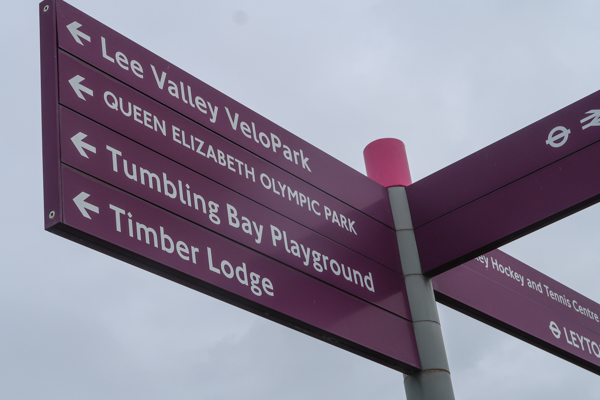 Lee Valley VeloPark
QUEEN ELIZABETH OLYMPIC PARK
Tumbling Bay Playground
Timber Lodge
Hockey and Tennis Centre